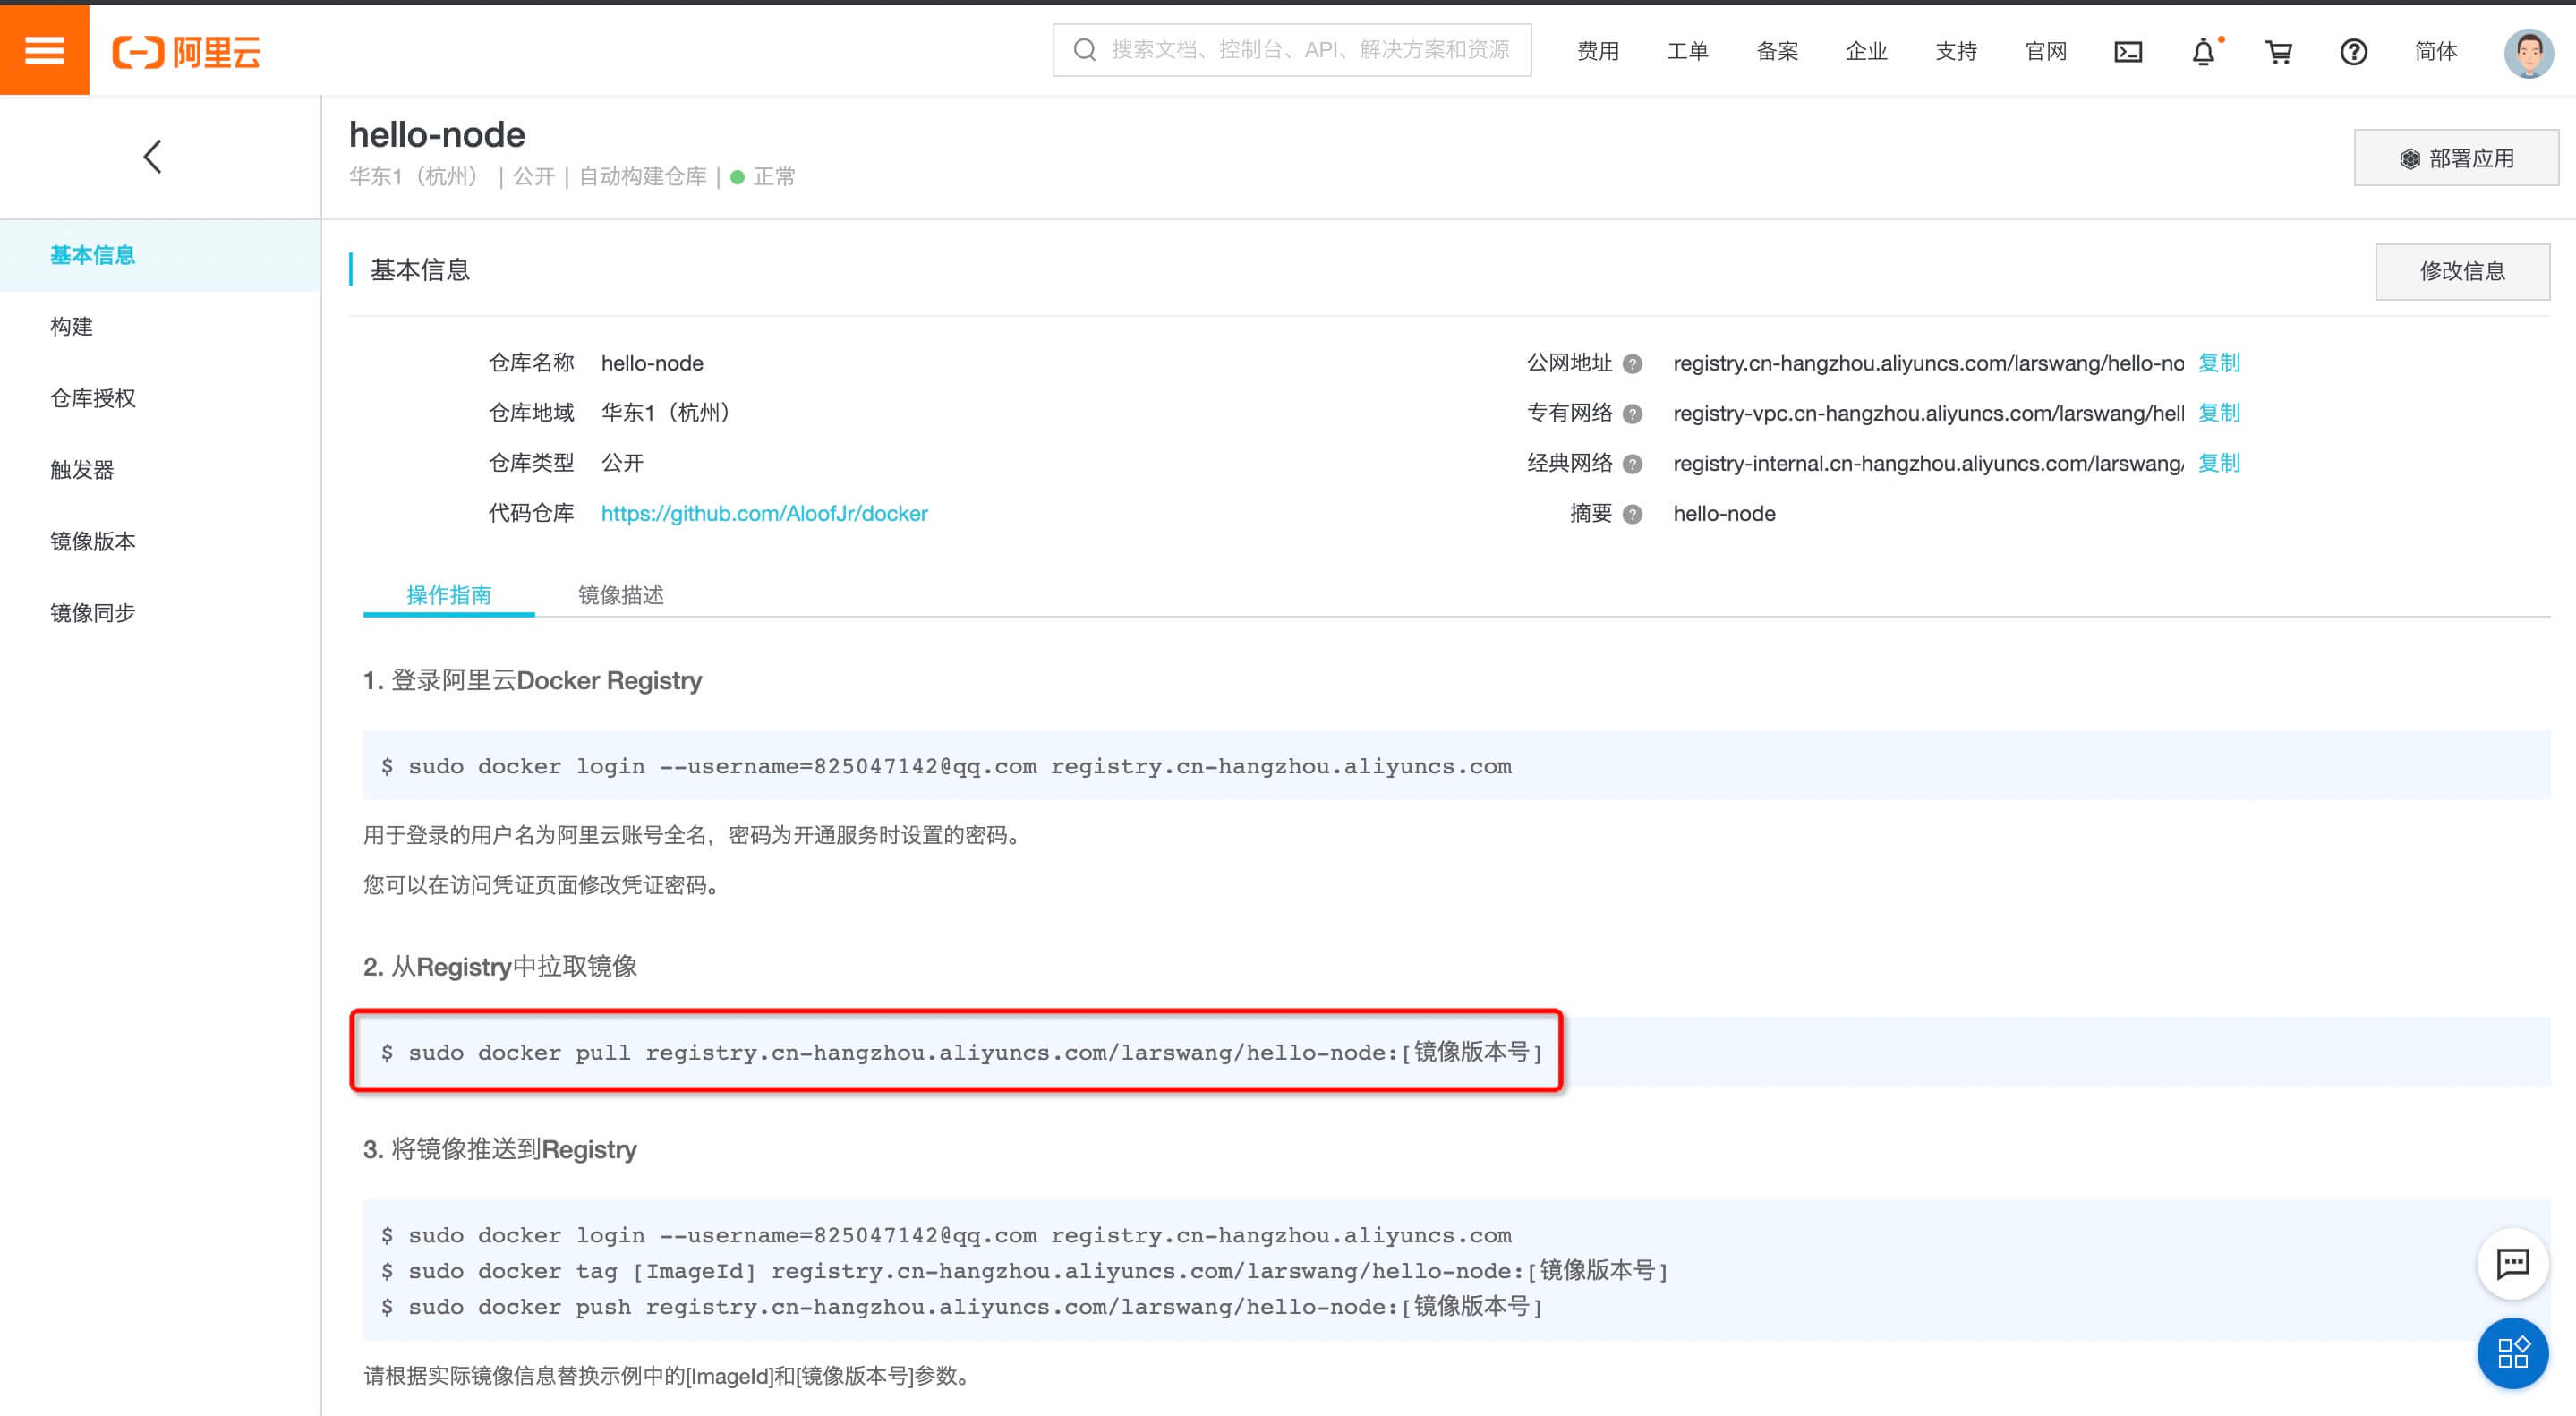 阿里云
搜索文档、控制台、API、解决方案和资源
费用
工单
备案
企业
支持
官网
简体
hello-node
华东1（杭州） | 公开 | 自动构建仓库 | 正常
部署应用
基本信息
构建
仓库授权
触发器
镜像版本
镜像同步
基本信息
修改信息
仓库名称 hello-node
公网地址 registry.cn-hangzhou.aliyuncs.com/larswang/hello-no 复制
仓库地域 华东1（杭州）
专有网络 registry-vpc.cn-hangzhou.aliyuncs.com/larswang/hell 复制
仓库类型 公开
经典网络 registry-internal.cn-hangzhou.aliyuncs.com/larswang/ 复制
代码仓库 https://github.com/AloofJr/docker
摘要 hello-node
操作指南 镜像描述
1. 登录阿里云Docker Registry
$ sudo docker login --username=825047142@qq.com registry.cn-hangzhou.aliyuncs.com
用于登录的用户名为阿里云账号全名，密码为开通服务时设置的密码。
您可以在访问凭证页面修改凭证密码。
2. 从Registry中拉取镜像
$ sudo docker pull registry.cn-hangzhou.aliyuncs.com/larswang/hello-node:[镜像版本号]
3. 将镜像推送到Registry
$ sudo docker login --username=825047142@qq.com registry.cn-hangzhou.aliyuncs.com
$ sudo docker tag [ImageId] registry.cn-hangzhou.aliyuncs.com/larswang/hello-node:[镜像版本号]
$ sudo docker push registry.cn-hangzhou.aliyuncs.com/larswang/hello-node:[镜像版本号]
请根据实际镜像信息替换示例中的[ImageId]和[镜像版本号]参数。